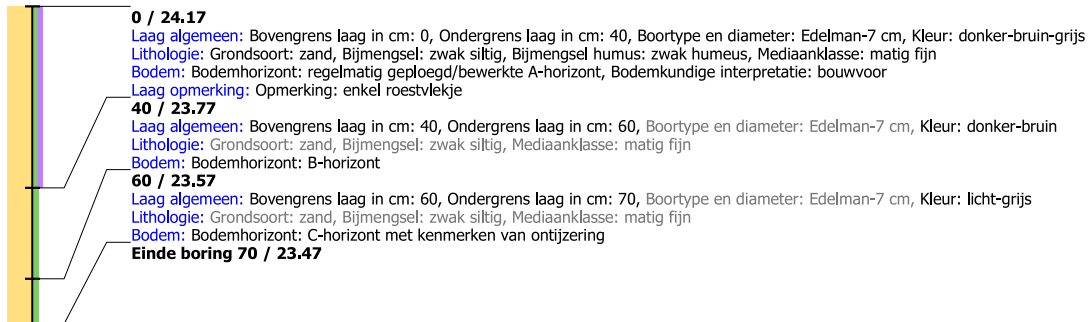 0 / 24.17
Laag algemeen: Bovengrens laag in cm: 0, Ondergrens laag in cm: 40, Boortype en diameter: Edelman-7 cm, Kleur: donker-bruin-grijs
Lithologie: Grondsoort: zand, Bijmengsel: zwak siltig, Bijmengsel humus: zwak humeus, Mediaanklasse: matig fijn
Bodem: Bodemhorizont: regelmatig geploegd/bewerkte A-horizont, Bodemkundige interpretatie: bouwvoor
Laag opmerking: Opmerking: enkel roestvlekje
40 / 23.77
Laag algemeen: Bovengrens laag in cm: 40, Ondergrens laag in cm: 60, Boortype en diameter: Edelman-7 cm, Kleur: donker-bruin
Lithologie: Grondsoort: zand, Bijmengsel: zwak siltig, Mediaanklasse: matig fijn
Bodem: Bodemhorizont: B-horizont
60 / 23.57
Laag algemeen: Bovengrens laag in cm: 60, Ondergrens laag in cm: 70, Boortype en diameter: Edelman-7 cm, Kleur: licht-grijs
Lithologie: Grondsoort: zand, Bijmengsel: zwak siltig, Mediaanklasse: matig fijn
Bodem: Bodemhorizont: C-horizont met kenmerken van ontijzering
Einde boring 70 / 23.47